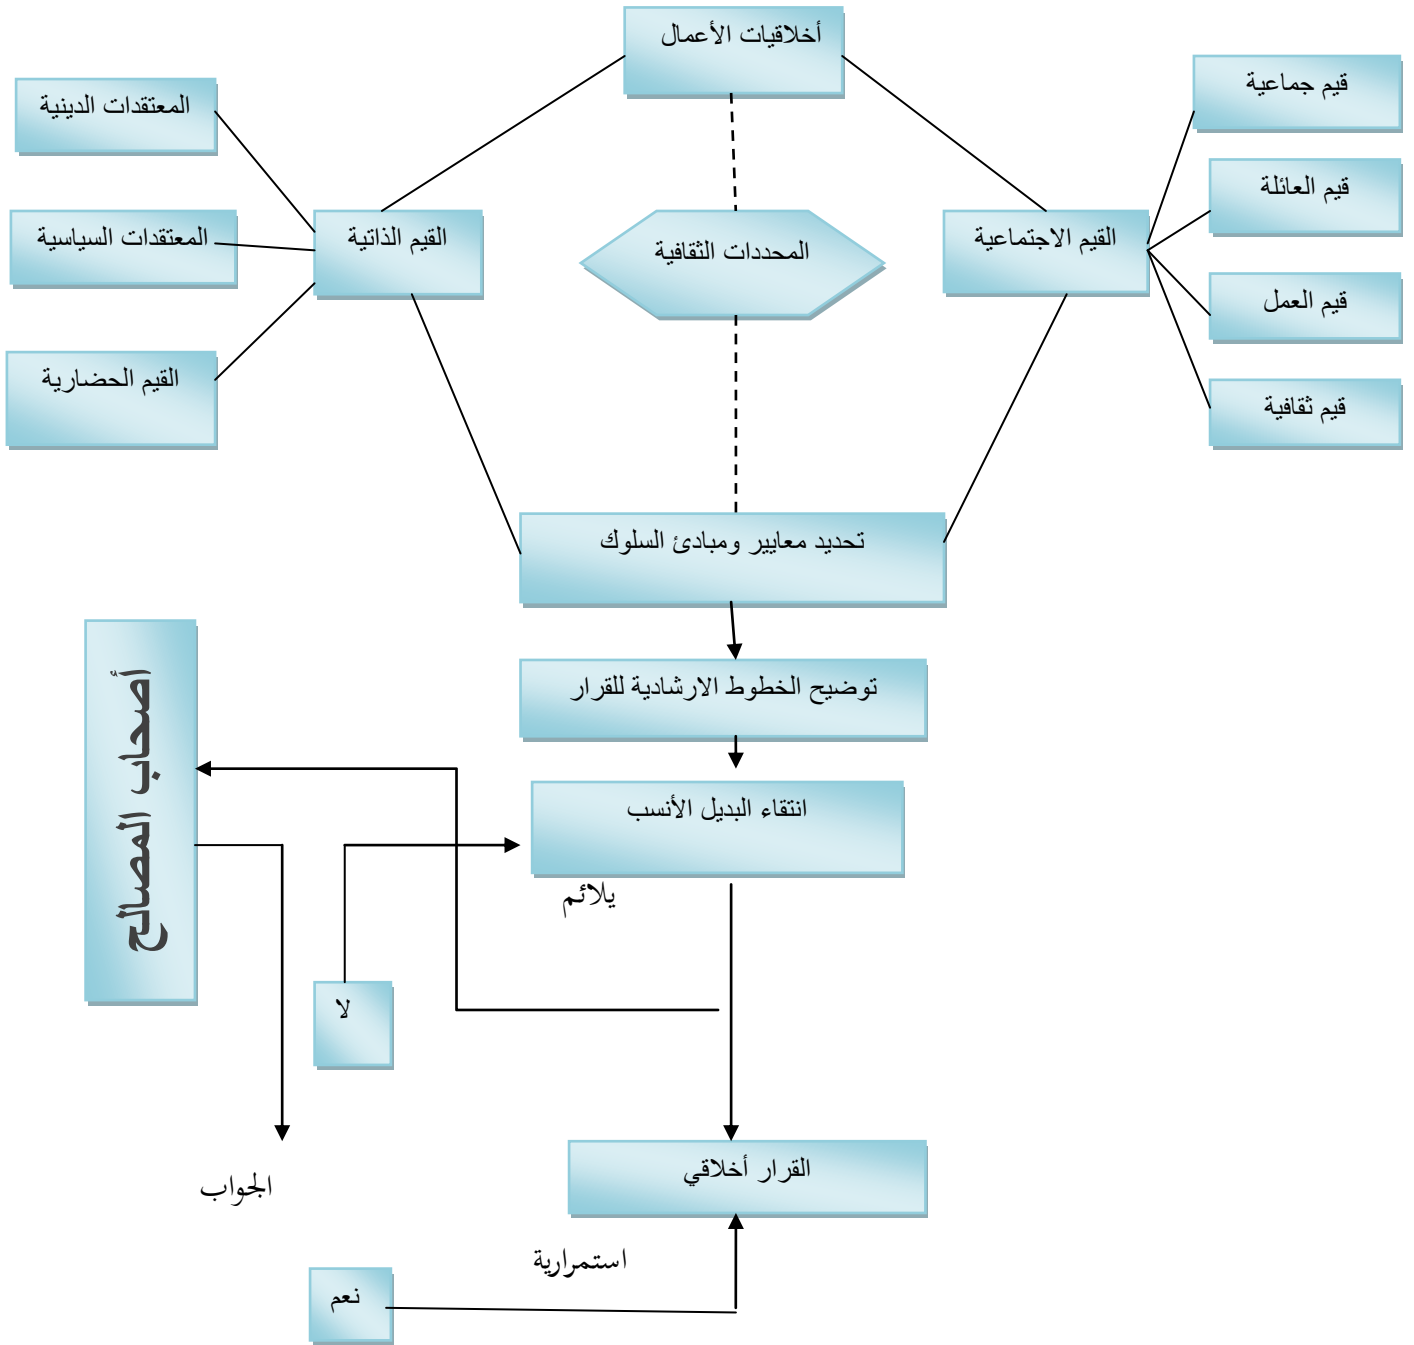 أخلاقيات الأعمال
قيم جماعية
المعتقدات الدينية
قيم العائلة
القيم الاجتماعية
المحددات الثقافية
القيم الذاتية
المعتقدات السياسية
قيم العمل
القيم الحضارية
قيم ثقافية
تحديد معايير ومبادئ السلوك
توضيح الخطوط الارشادية للقرار
أصحاب المصالح
انتقاء البديل الأنسب
يلائم
لا
القرار أخلاقي
الجواب
استمرارية
نعم